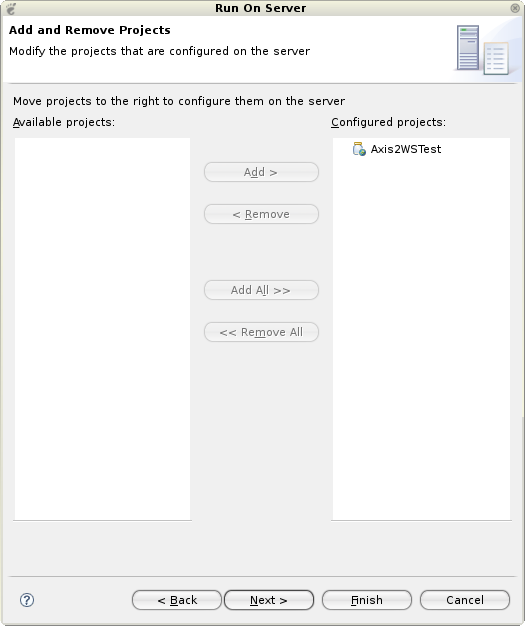 Run On Server
Add and Remove Projects
Modify the projects that are configured on the server
Move projects to the right to configure them on the server
Available projects:
Configured projects:
Axis2WSTest
Add >
< Remove
Add All >>
<< Remove All
?
< Back
Next >
Finish
Cancel